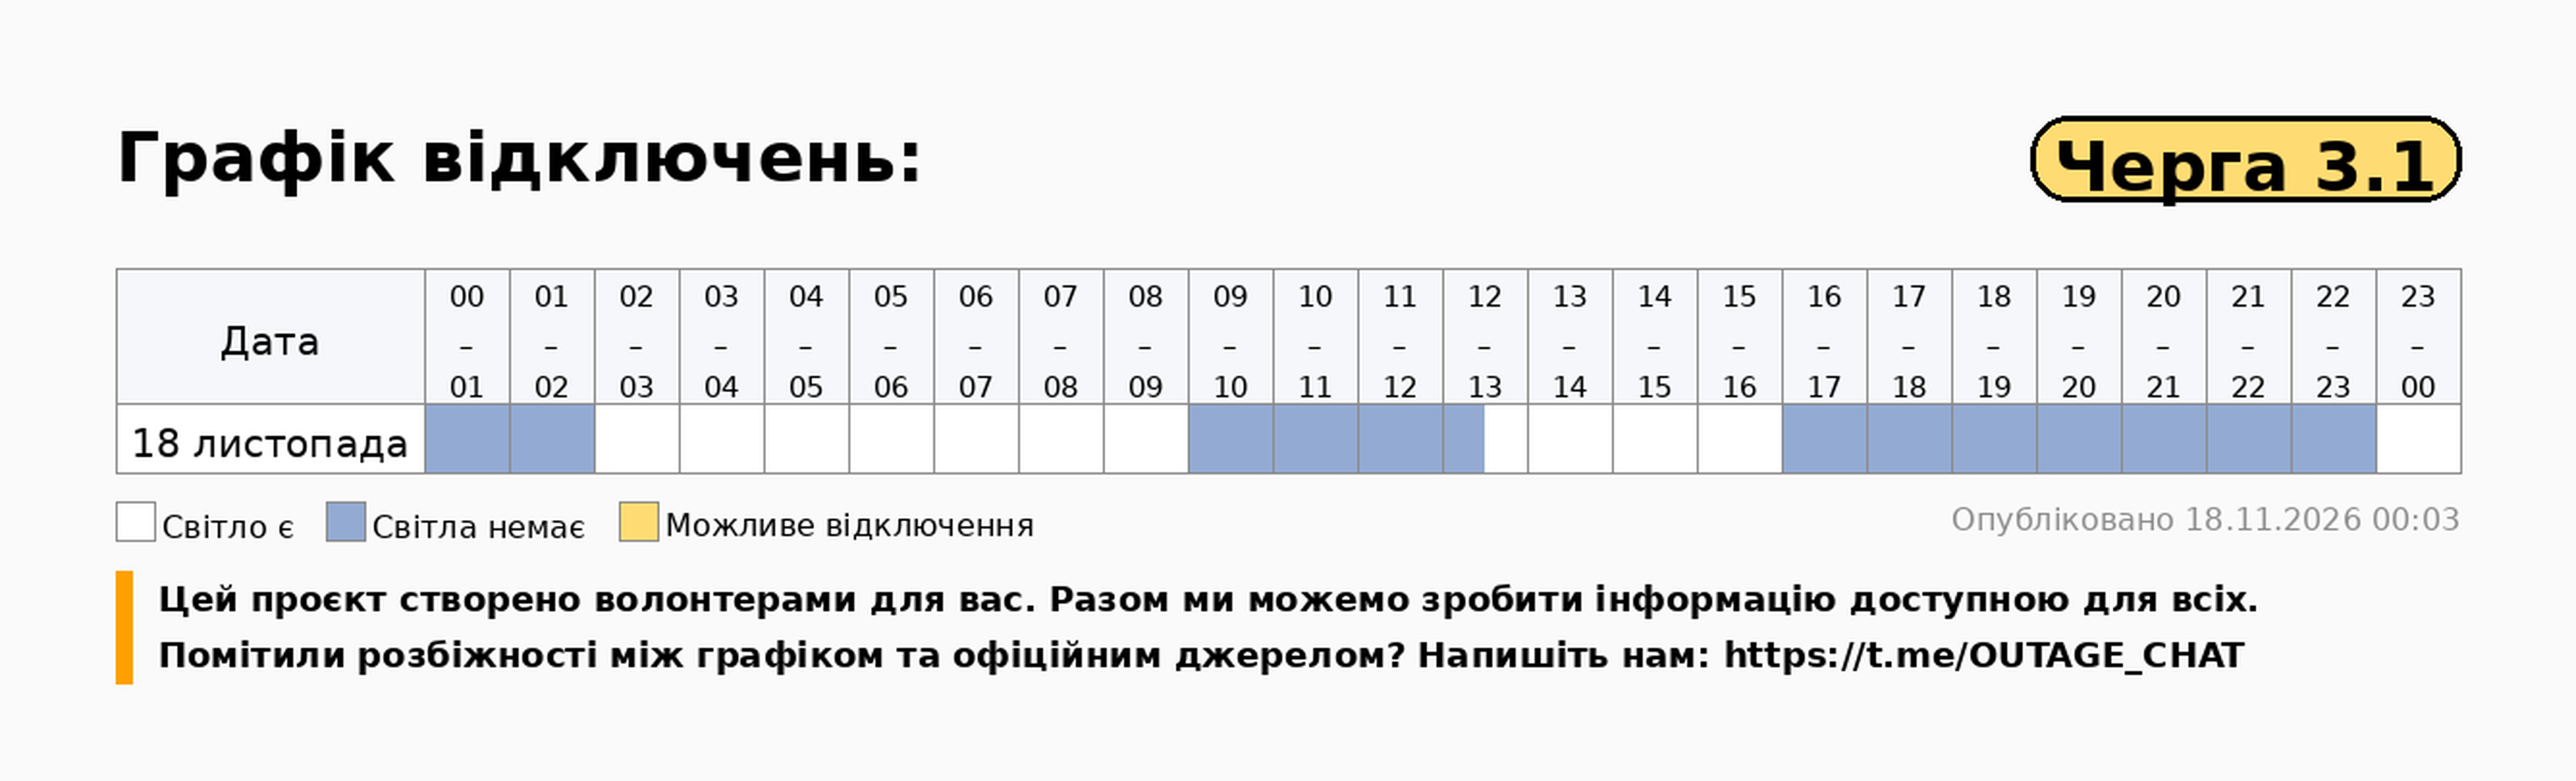 Графік відключень:
Черга 3.1
Дата
00 – 01
01 – 02
02 – 03
03 – 04
04 – 05
05 – 06
06 – 07
07 – 08
08 – 09
09 – 10
10 – 11
11 – 12
12 – 13
13 – 14
14 – 15
15 – 16
16 – 17
17 – 18
18 – 19
19 – 20
20 – 21
21 – 22
22 – 23
23 – 00
18 листопада
Світло є
Світла немає
Можливе відключення
Опубліковано 18.11.2026 00:03
Цей проєкт створено волонтерами для вас. Разом ми можемо зробити інформацію доступною для всіх.
Помітили розбіжності між графіком та офіційним джерелом? Напишіть нам: https://t.me/OUTAGE_CHAT